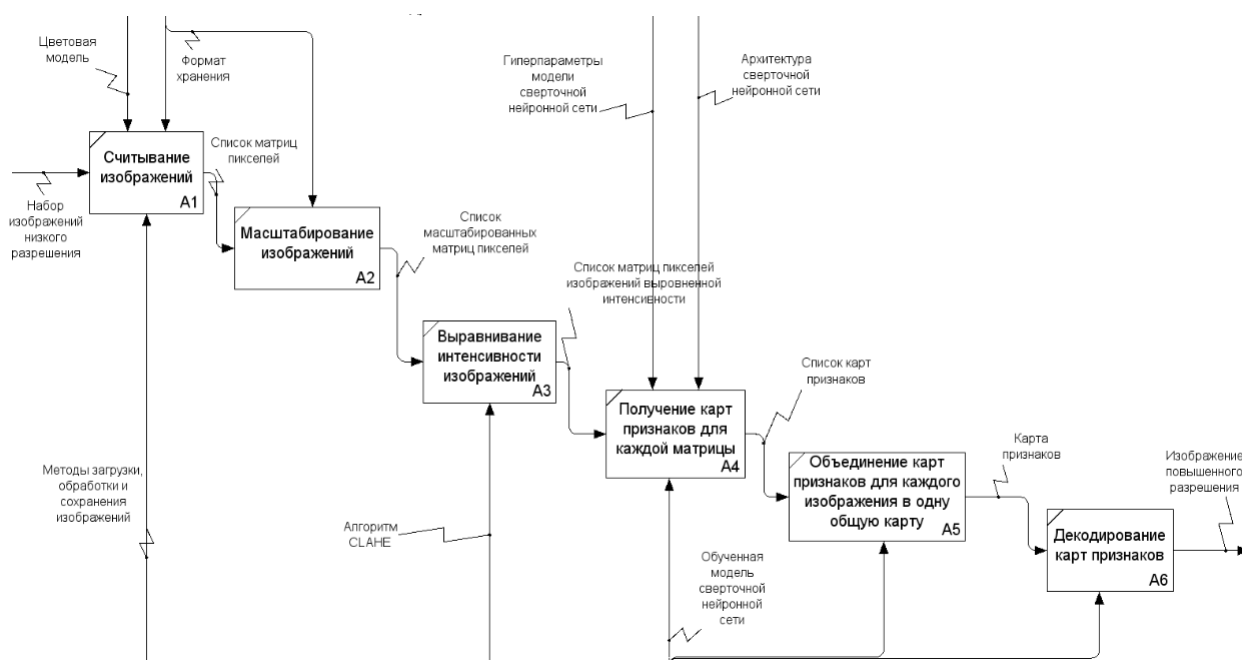 Цветовая
модель
Формат
хранения
Гиперпараметры
модели
сверточной
нейронной сети
Архитектура
сверточной
нейронной сети
Считывание
изображений
A1
Список матриц
пикселей
Набор
изображений
низкого
разрешения
Масштабирование
изображений
A2
Список
масштабированных
матриц пикселей
Список матриц пикселей
изображений выровненной
интенсивности
Выравнивание
интенсивности
изображений
A3
Список карт
признаков
Получение карт
признаков для
каждой матрицы
A4
Методы загрузки,
обработки и
сохранения
изображений
Алгоритм
CLAHE
Объединение карт
признаков для каждого
изображения в одну
общую карту
A5
Карта
признаков
Изображение
повышенного
разрешения
Декодирование
карт признаков
A6
Обученная
модель
сверточной
нейронной
сети